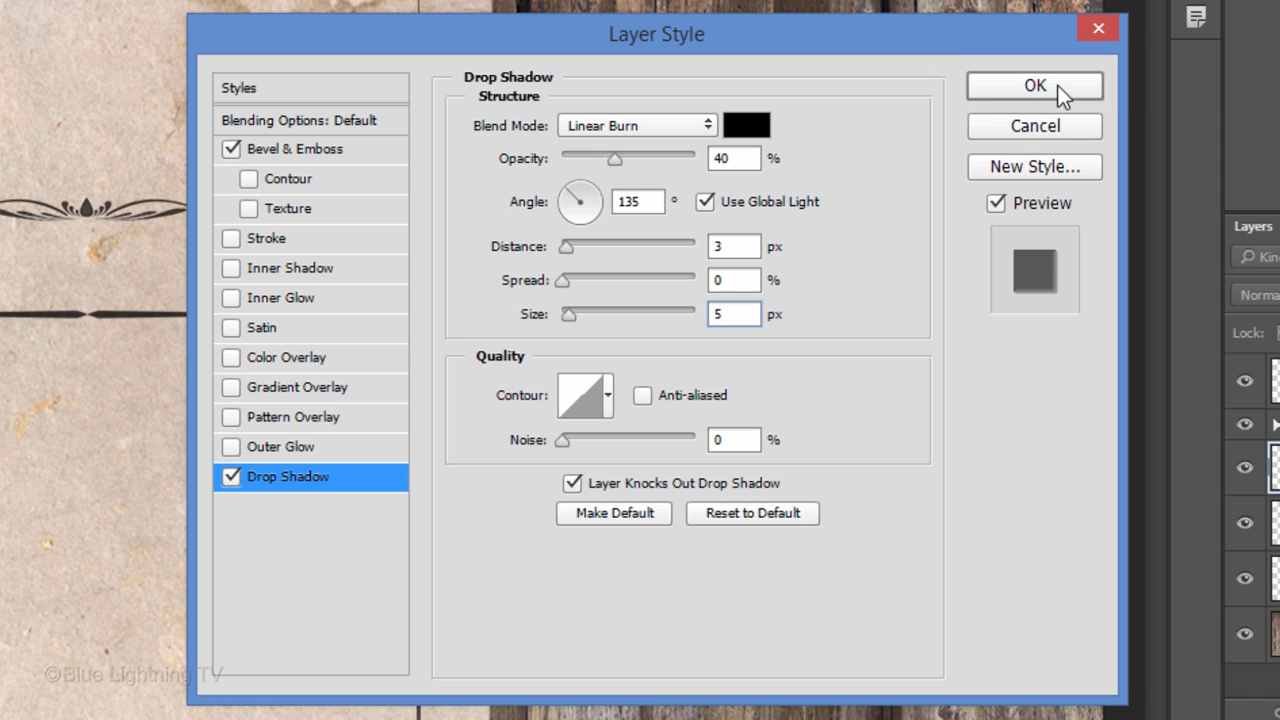 Layer Style
Styles
Blending Options: Default
Bevel & Emboss
Contour
Texture
Stroke
Inner Shadow
Inner Glow
Satin
Color Overlay
Gradient Overlay
Pattern Overlay
Outer Glow
Drop Shadow
Drop Shadow
Structure
Blend Mode: Linear Burn
Opacity: 40 %
Angle: 135 ° Use Global Light
Distance: 3 px
Spread: 0 %
Size: 5 px
Quality
Contour: Anti-aliased
Noise: 0 %
Layer Knocks Out Drop Shadow
Make Default Reset to Default
OK
Cancel
New Style...
Preview
Layers
Kin
Norma
Lock:
©Blue Lightning TV